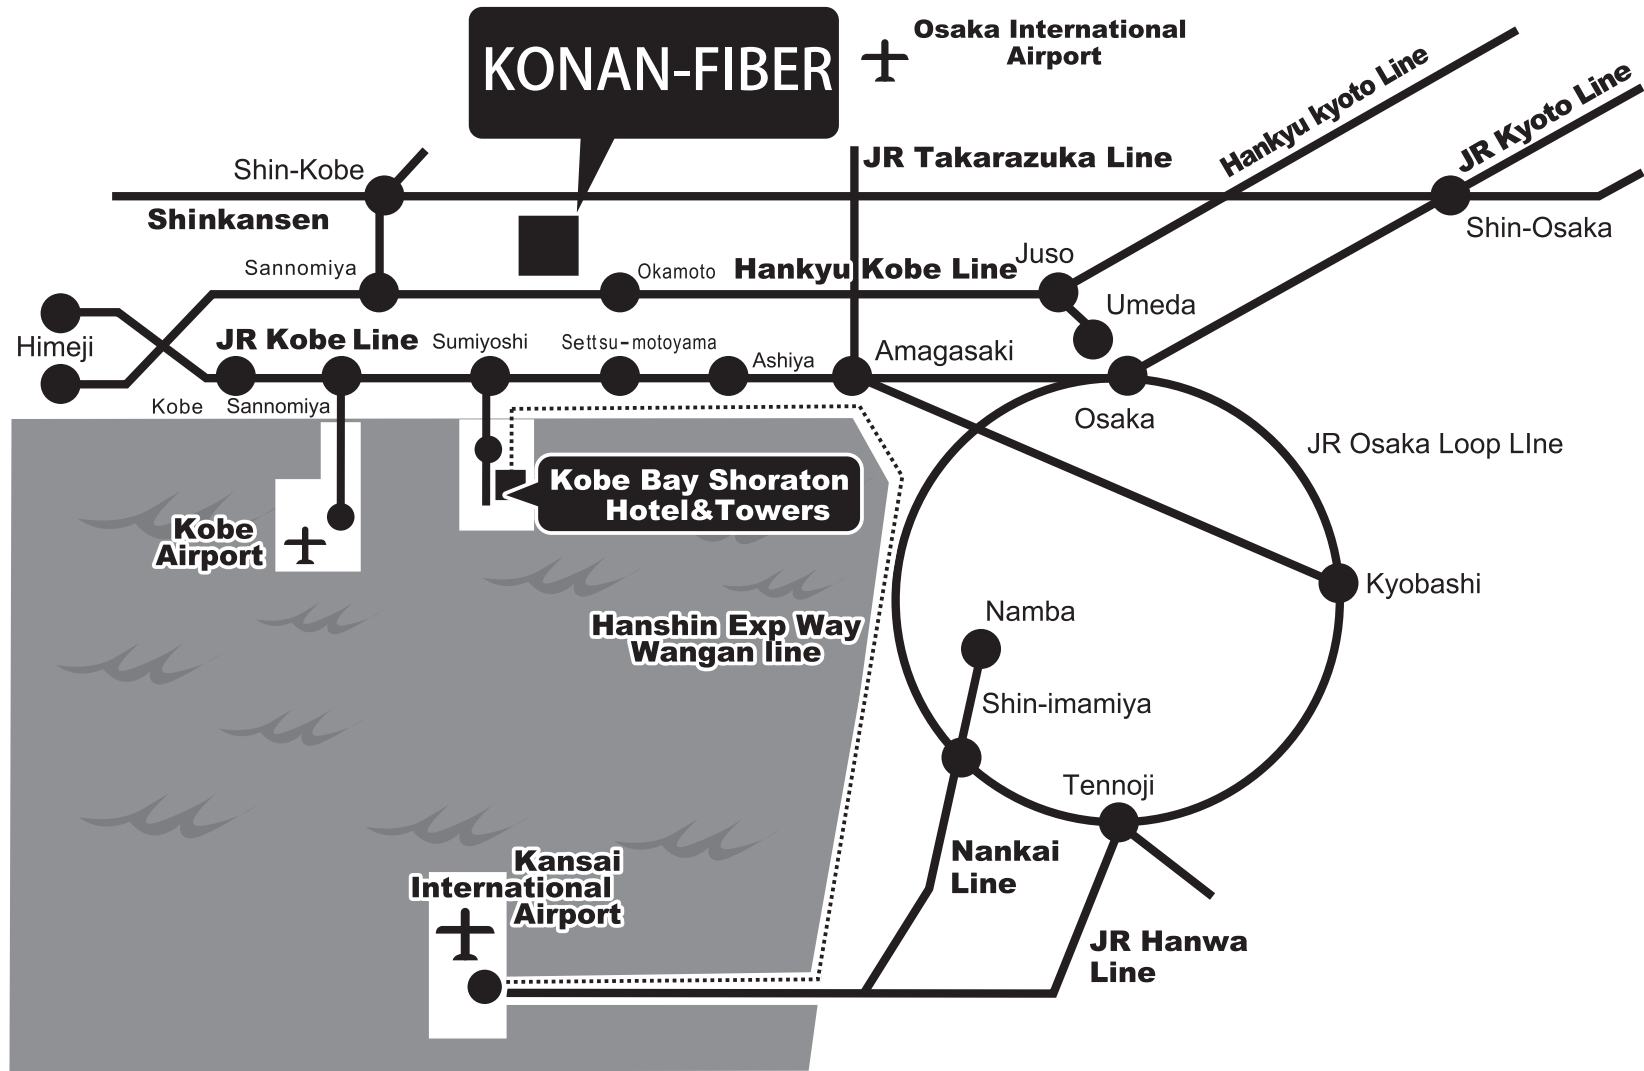 KONAN-FIBER
Osaka International
Airport
Hankyu kyoto Line
JR Kyoto Line
Shin-Kobe
JR Takarazuka Line
Shinkansen
Shin-Osaka
Sannomiya
Okamoto
Hankyu Kobe Line
Juso
Umeda
Himeji
JR Kobe Line
Sumiyoshi
Settsu-motoyama
Ashiya
Amagasaki
Kobe
Sannomiya
Osaka
JR Osaka Loop LIne
Kobe Bay Shoraton
Hotel&Towers
Kobe
Airport
Kyobashi
Hanshin Exp Way
Wangan line
Namba
Shin-imamiya
Tennoji
Nankai
Line
Kansai
International
Airport
JR Hanwa
Line